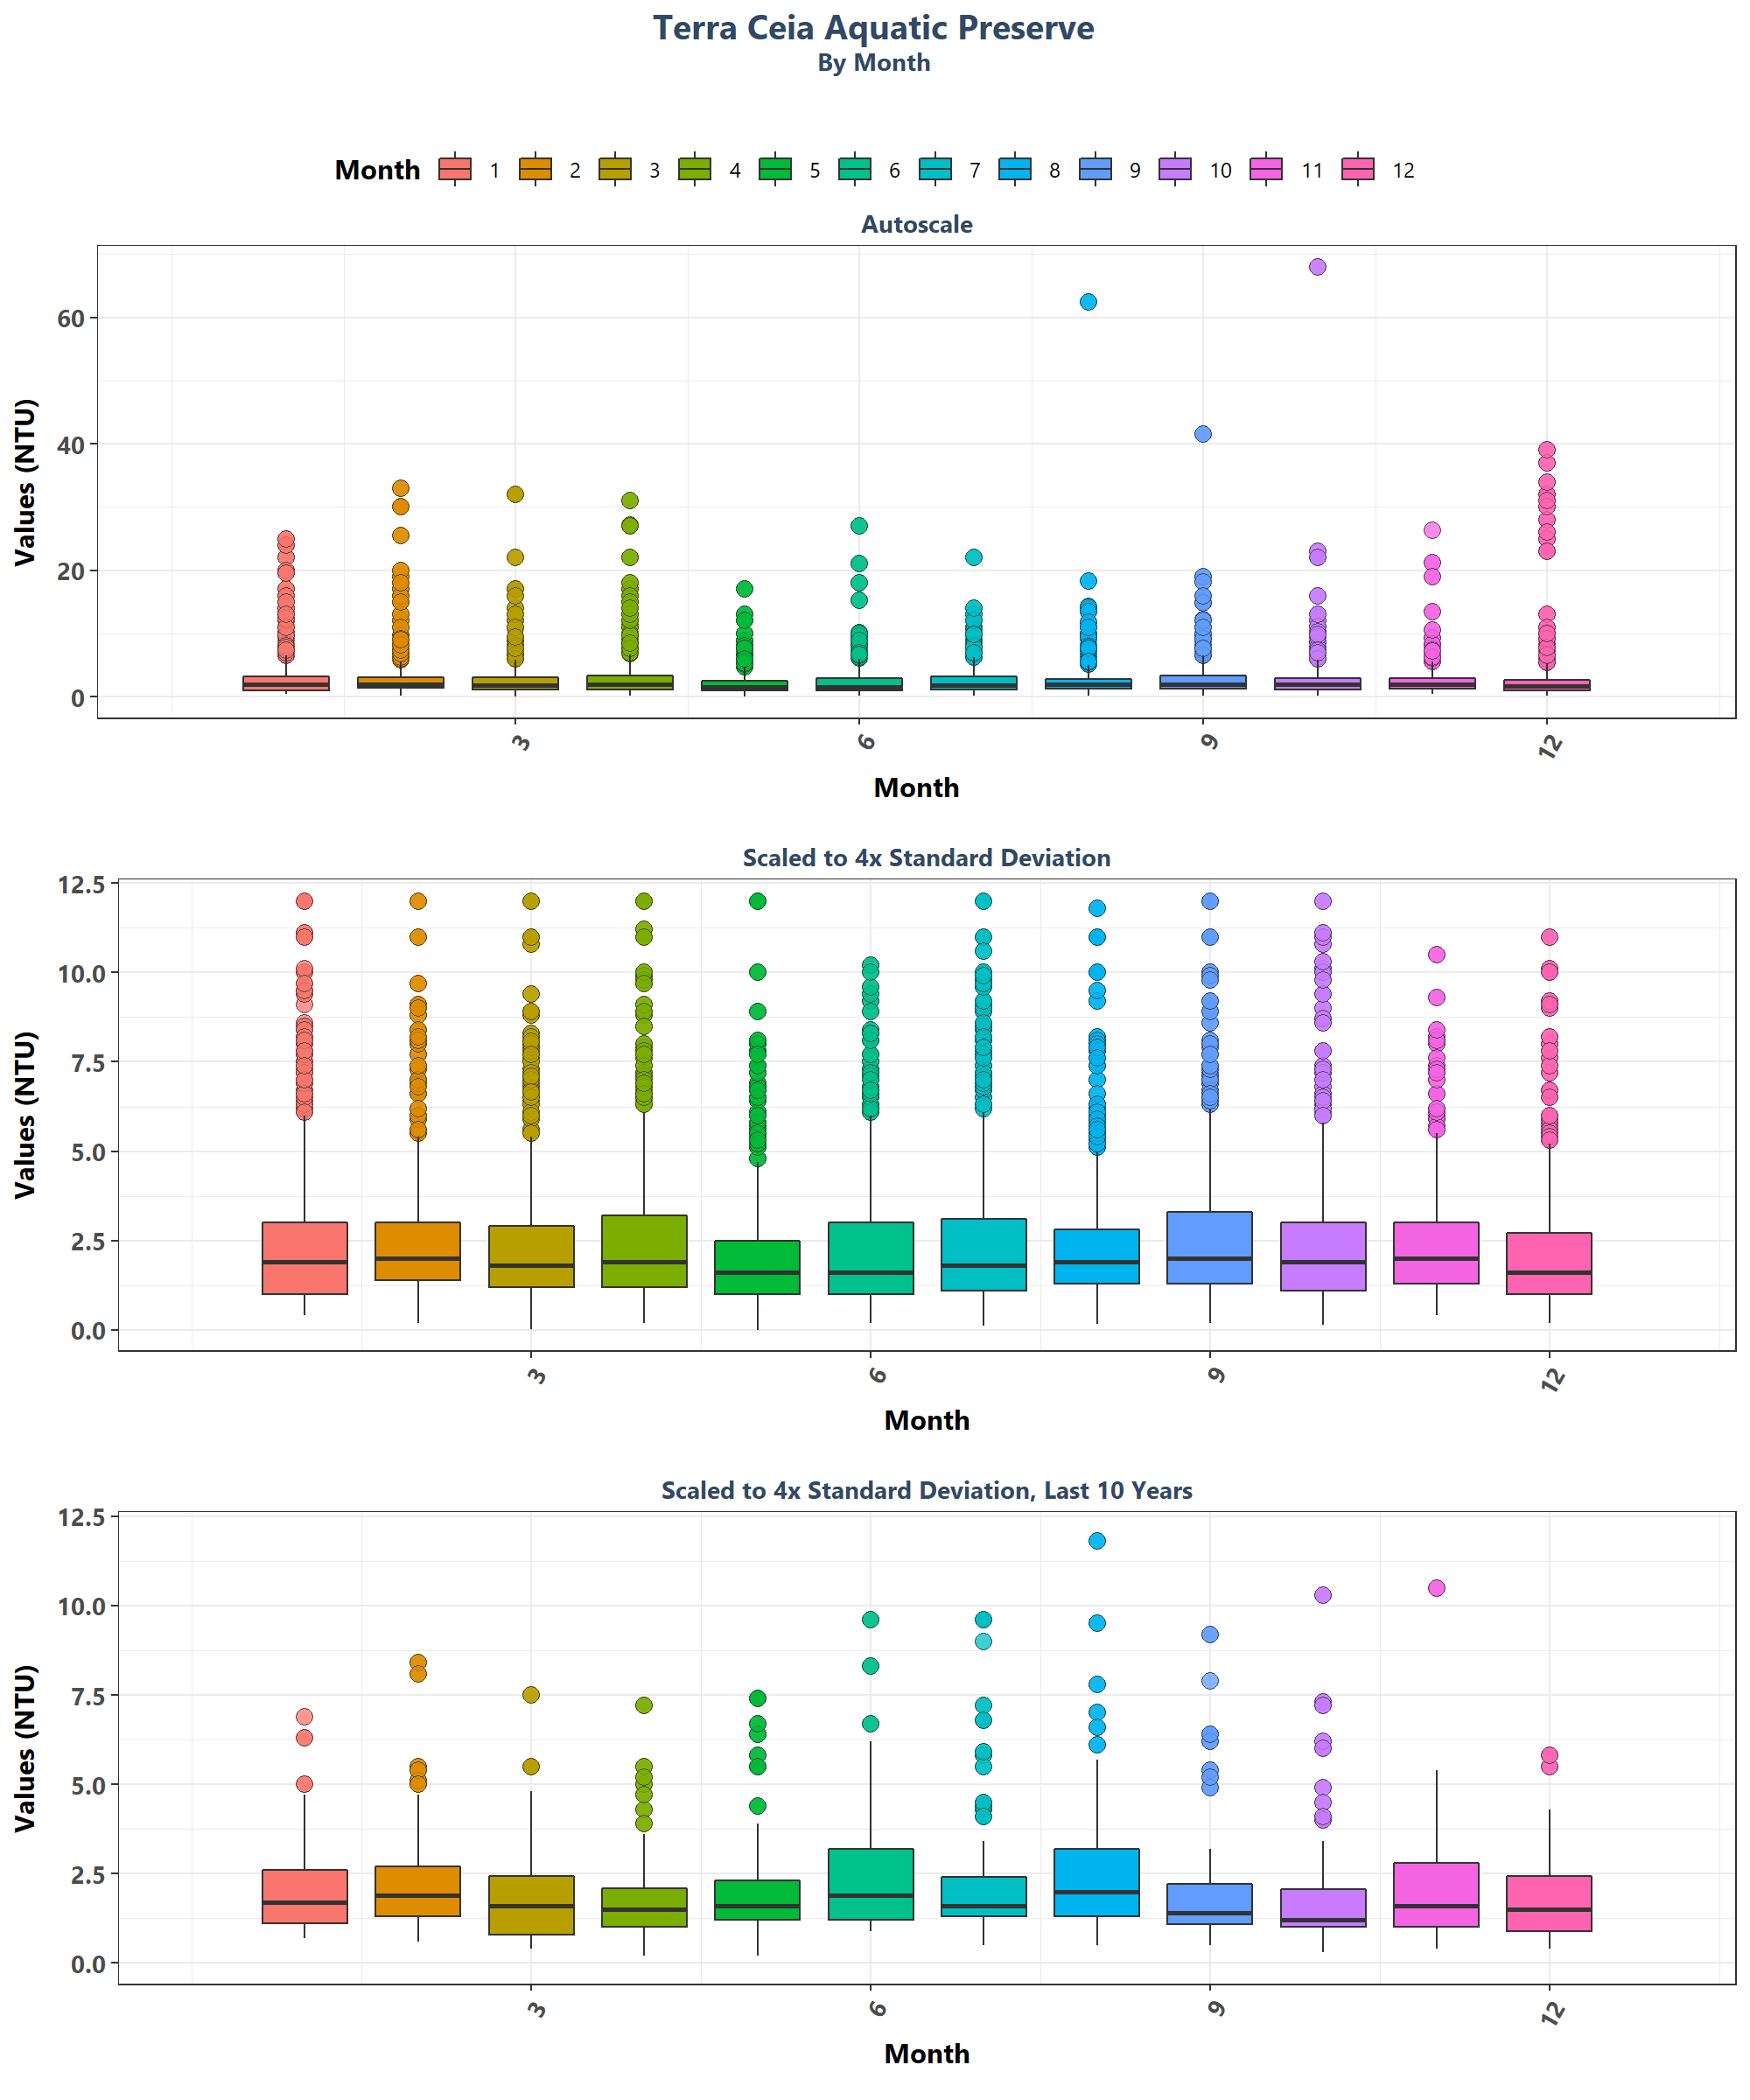 Terra Ceia Aquatic Preserve
By Month
Month 1 2 3 4 5 6 7 8 9 10 11 12
Autoscale
Values (NTU)
60
40
20
0
3 6 9 12
Month
Scaled to 4x Standard Deviation
Values (NTU)
12.5
10.0
7.5
5.0
2.5
0.0
3 6 9 12
Month
Scaled to 4x Standard Deviation, Last 10 Years
Values (NTU)
12.5
10.0
7.5
5.0
2.5
0.0
3 6 9 12
Month